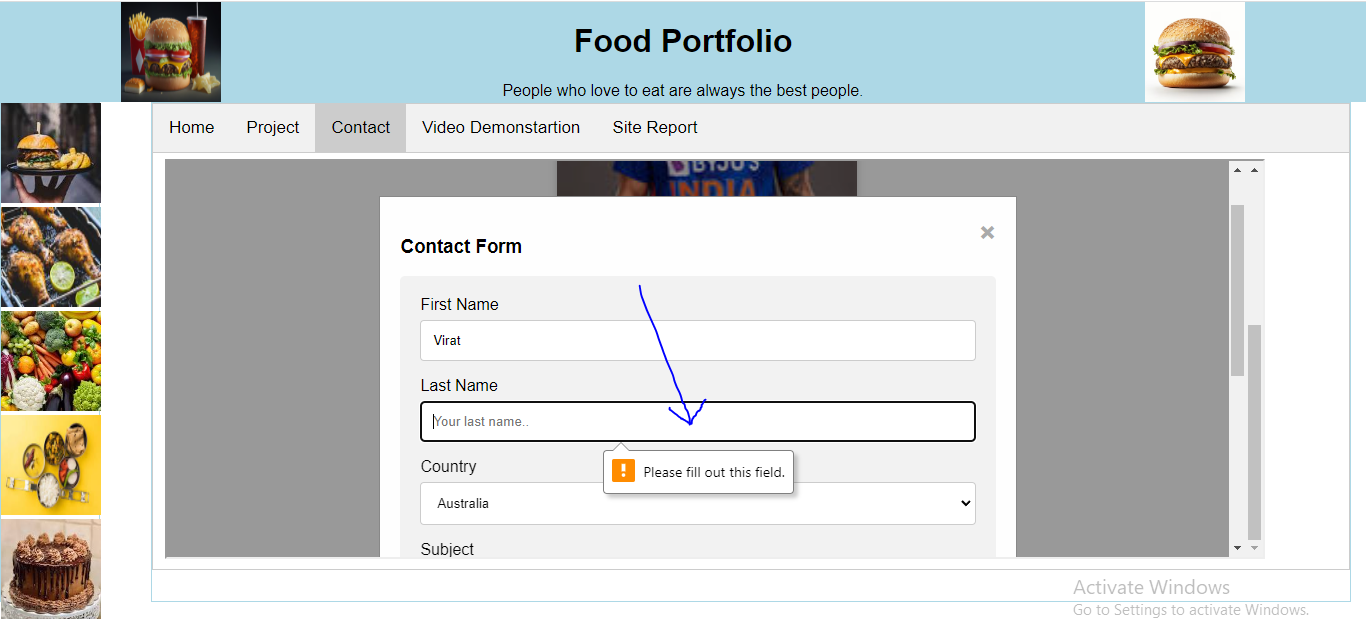 Food Portfolio
People who love to eat are always the best people.
Home Project Contact Video Demonstartion Site Report
BYJU'S
INDIA
×
Contact Form
First Name
Virat
Last Name
Your last name..
Please fill out this field.
Country
Australia
Subject
Activate Windows
Go to Settings to activate Windows.